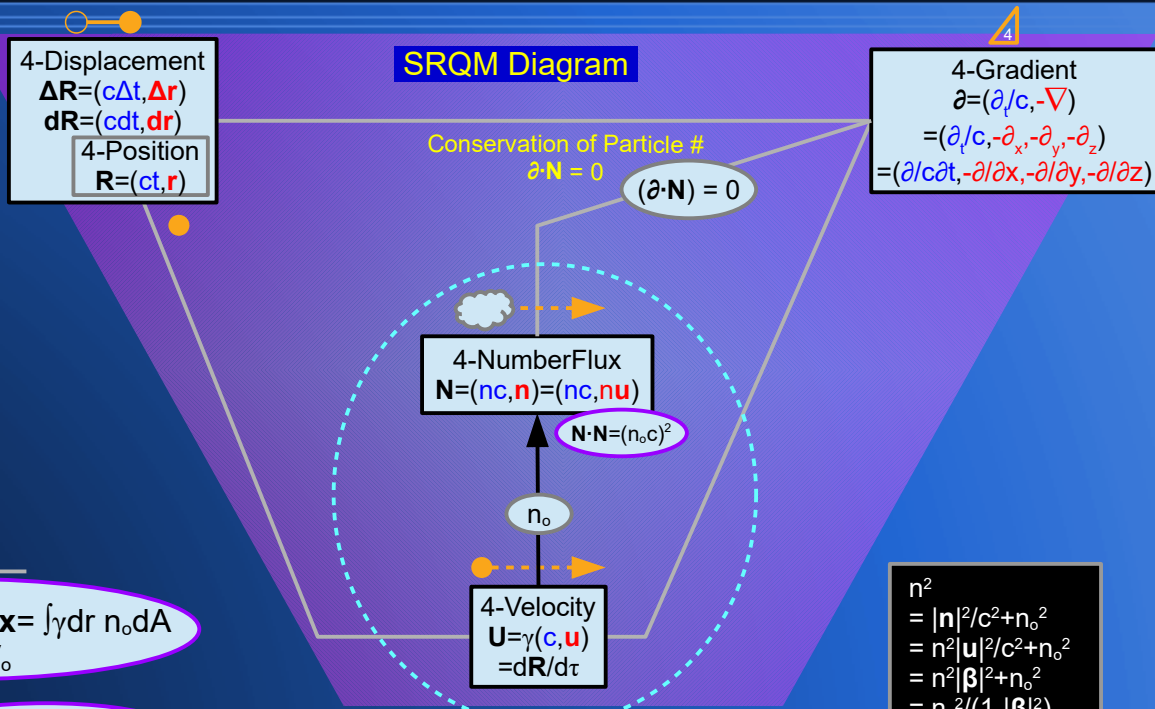 SRQM Diagram
4-Displacement
ΔR=(cΔt,Δr)
dR=(cdt,dr)
4-Position
R=(ct,r)
4
4-Gradient
∂=(∂ₜ/c,-∇)
=(∂ₜ/c,-∂ₓ,-∂y,-∂z)
=(∂/c∂t,-∂/∂x,-∂/∂y,-∂/∂z)
Conservation of Particle #
∂·N = 0
(∂·N) = 0
4-NumberFlux
N=(nc,n)=(nc,nu)
N·N=(nₒc)²
nₒ
4-Velocity
U=γ(c,u)
=dR/dτ
x= ∫γdr nₒdA
n²
= |n|²/c²+nₒ²
= n²|u|²/c²+nₒ²
= n²|β|²+nₒ²